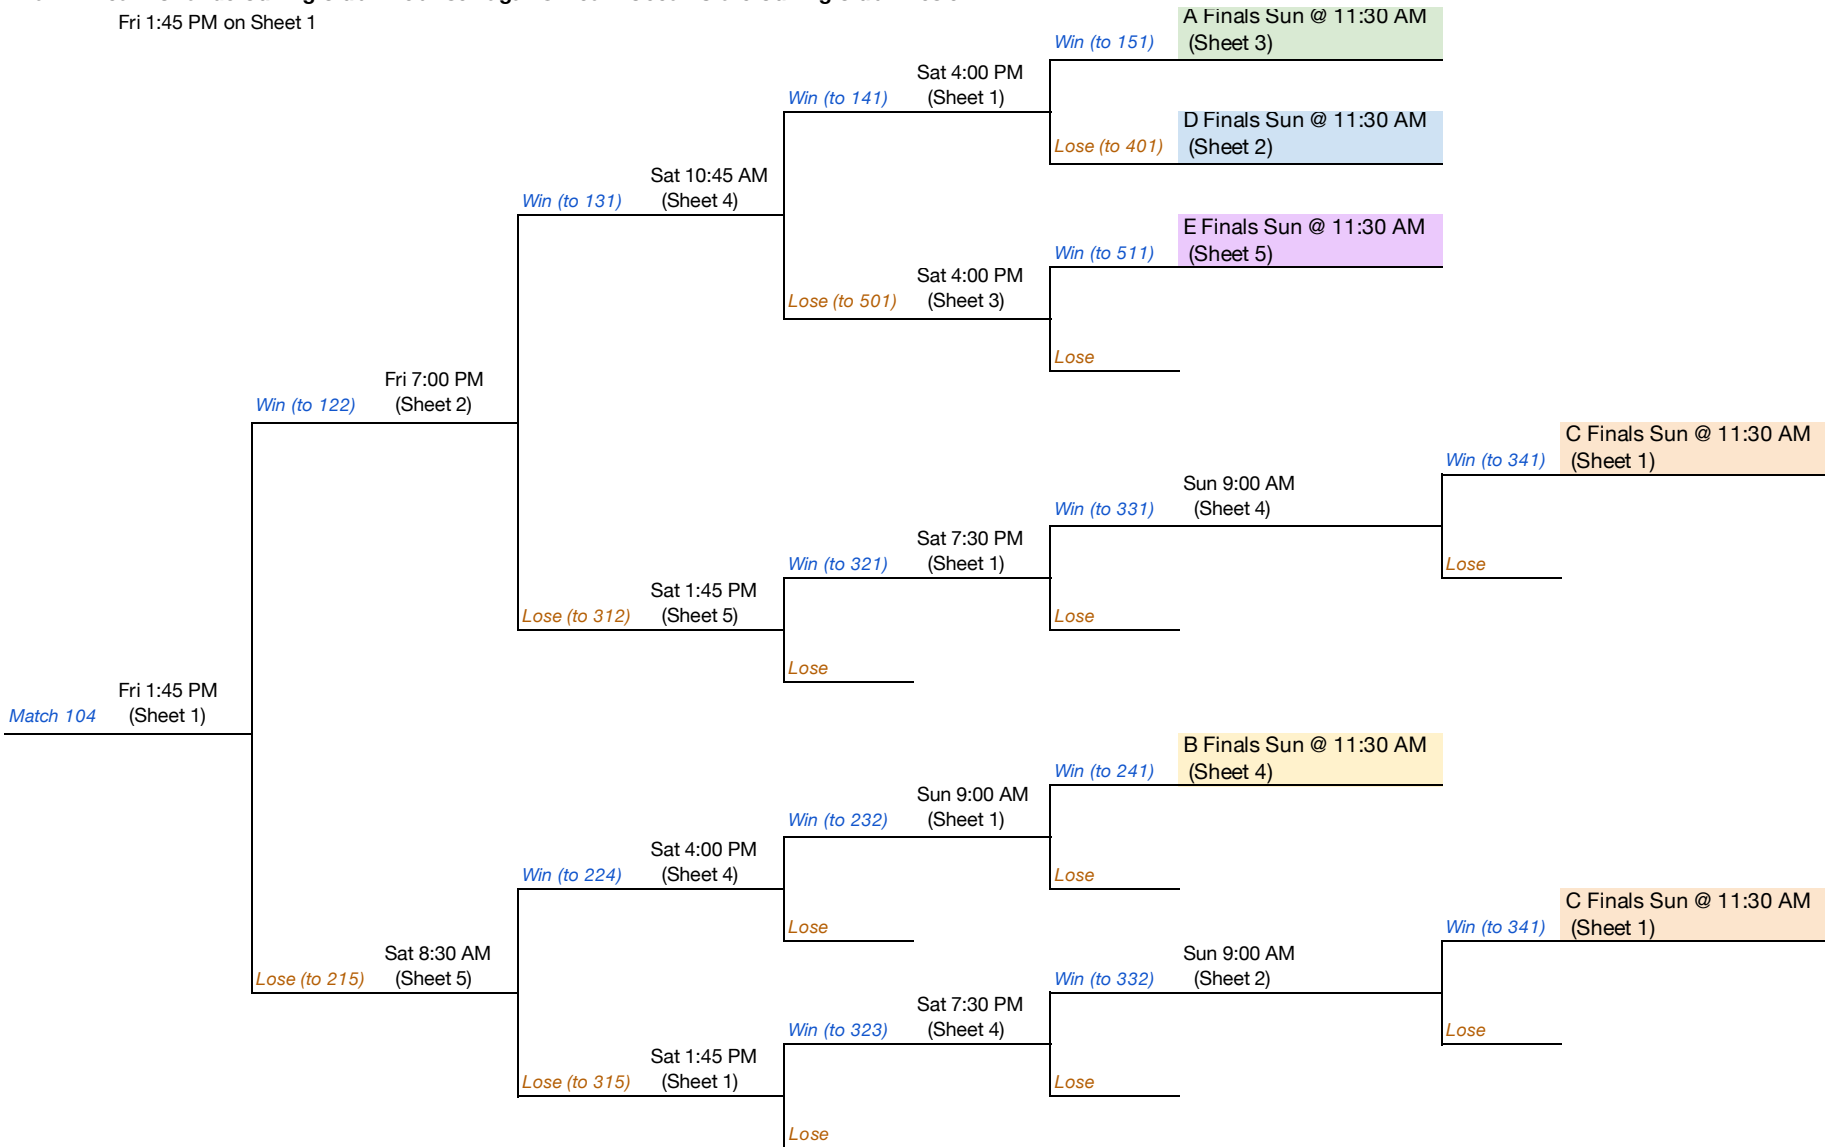 Fri 1:45 PM on Sheet 1
A Finals Sun @ 11:30 AM
Win (to 151)
(Sheet 3)
Sat 4:00 PM
Win (to 141)
(Sheet 1)
D Finals Sun @ 11:30 AM
Lose (to 401)
(Sheet 2)
Sat 10:45 AM
Win (to 131)
(Sheet 4)
E Finals Sun @ 11:30 AM
Win (to 511)
(Sheet 5)
Sat 4:00 PM
Lose (to 501)
(Sheet 3)
Lose
Fri 7:00 PM
Win (to 122)
(Sheet 2)
C Finals Sun @ 11:30 AM
Win (to 341)
(Sheet 1)
Sun 9:00 AM
Win (to 331)
(Sheet 4)
Sat 7:30 PM
Win (to 321)
(Sheet 1)
Lose
Sat 1:45 PM
Lose (to 312)
(Sheet 5)
Lose
Lose
Fri 1:45 PM
Match 104
(Sheet 1)
B Finals Sun @ 11:30 AM
Win (to 241)
(Sheet 4)
Sun 9:00 AM
Win (to 232)
(Sheet 1)
Sat 4:00 PM
Win (to 224)
(Sheet 4)
Lose
C Finals Sun @ 11:30 AM
Win (to 341)
(Sheet 1)
Lose
Sat 8:30 AM
Lose (to 215)
(Sheet 5)
Sun 9:00 AM
Win (to 332)
(Sheet 2)
Sat 7:30 PM
Win (to 323)
(Sheet 4)
Lose
Sat 1:45 PM
Lose (to 315)
(Sheet 1)
Lose
Lose